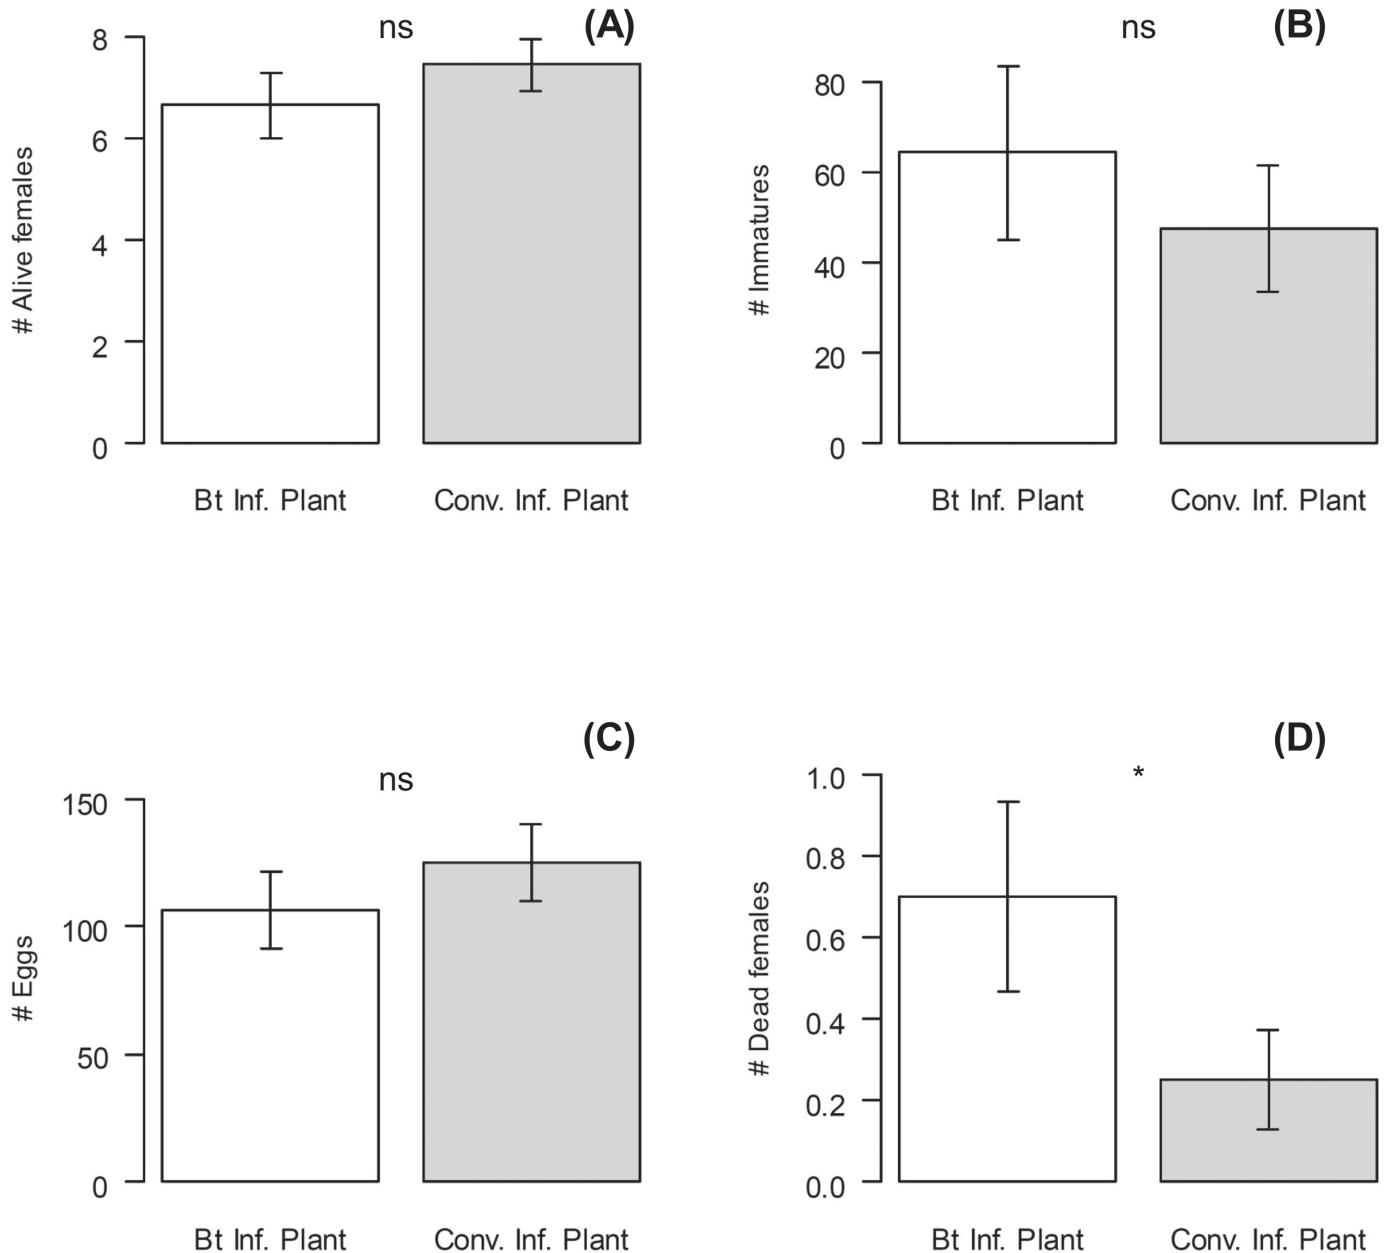 ns (A)
8
6
4
2
0
# Alive females
Bt Inf. Plant Conv. Inf. Plant
ns (B)
80
60
40
20
0
# Immatures
Bt Inf. Plant Conv. Inf. Plant
(C)
ns
150
100
50
0
# Eggs
Bt Inf. Plant Conv. Inf. Plant
(D)
*
1.0
0.8
0.6
0.4
0.2
0.0
# Dead females
Bt Inf. Plant Conv. Inf. Plant